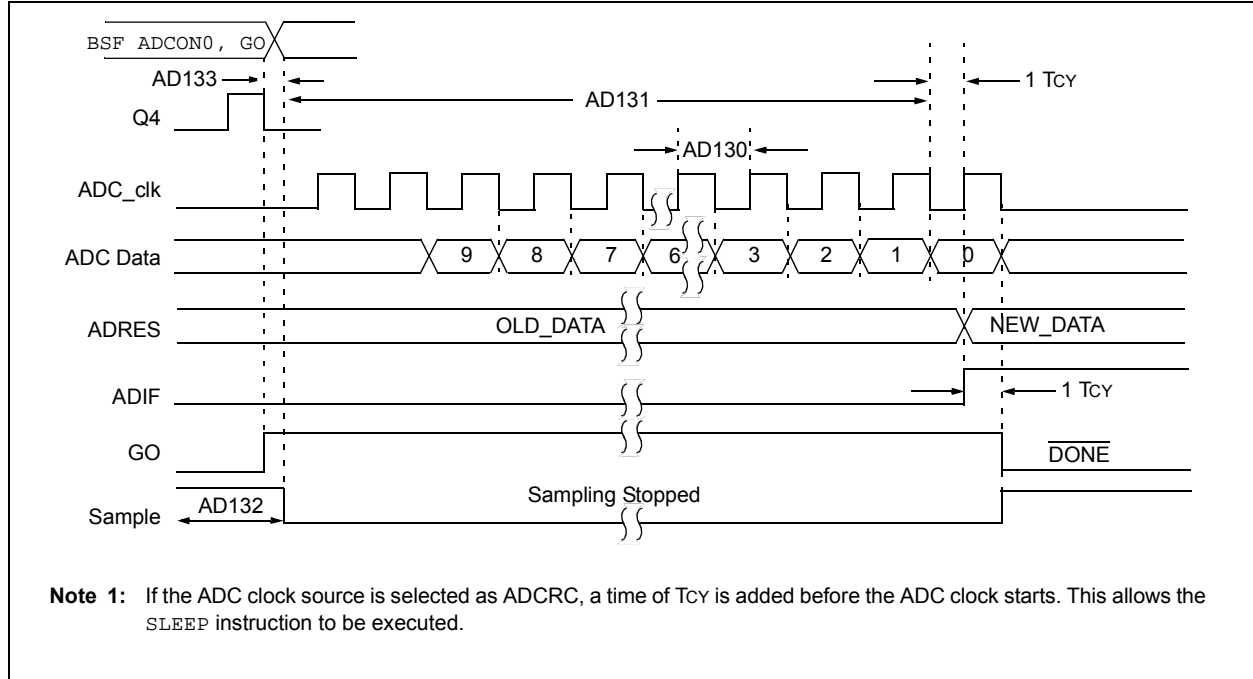 BSF ADCON0, GO
AD133
1 TCY
AD131
Q4
AD130
ADC_clk
ADC Data 9 8 7 6 3 2 1 0
ADRES OLD_DATA NEW_DATA
ADIF 1 TCY
GO DONE
Sample AD132 Sampling Stopped
Note 1: If the ADC clock source is selected as ADCRC, a time of TCY is added before the ADC clock starts. This allows the
SLEEP instruction to be executed.